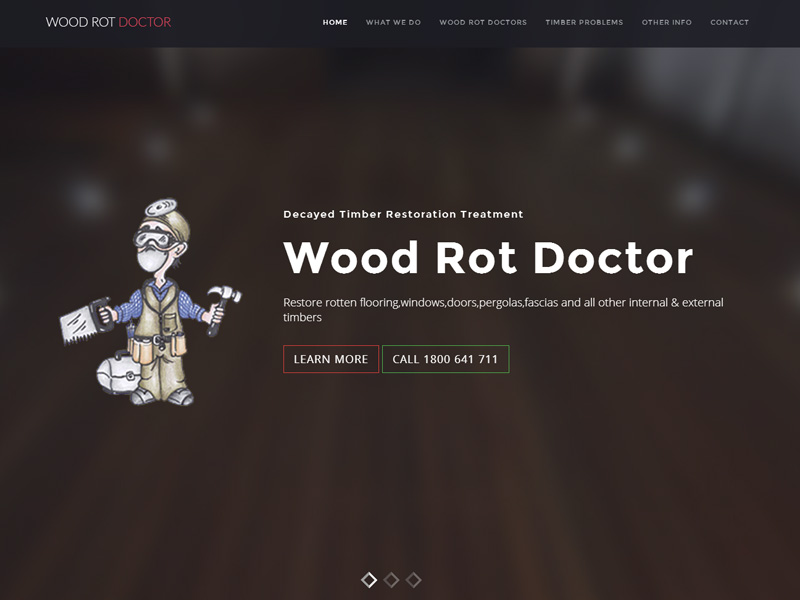 WOOD ROT DOCTOR
HOME WHAT WE DO WOOD ROT DOCTORS TIMBER PROBLEMS OTHER INFO CONTACT
Decayed Timber Restoration Treatment
Wood Rot Doctor
Restore rotten flooring,windows,doors,pergolas,fascias and all other internal & external
timbers
LEARN MORE CALL 1800 641 711